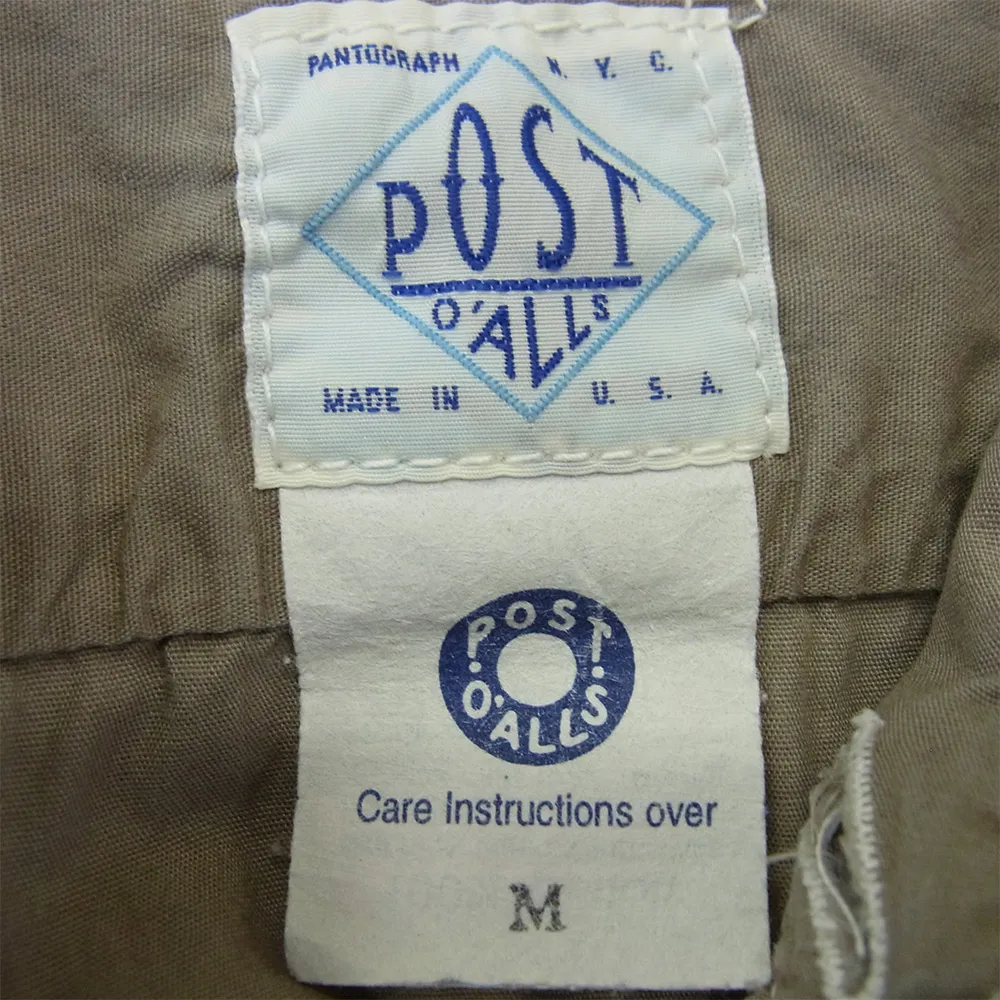 PANTOGRAPH N. Y. C.
POST
O'ALLS
MADE IN U. S. A.
POST
O'ALLS
Care Instructions over
M